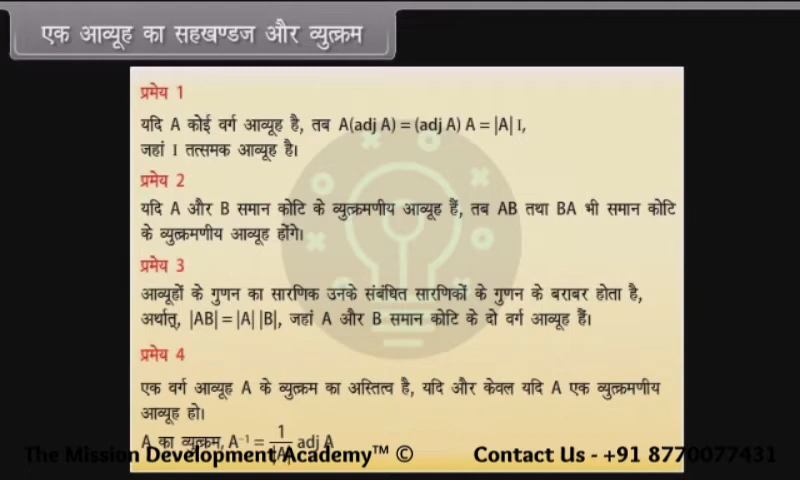 एक आव्यूह का सहखण्डज और व्युत्क्रम
प्रमेय 1
यदि A कोई वर्ग आव्यूह है, तब A(adj A) = (adj A) A = |A| I,
जहां I तत्समक आव्यूह है।
प्रमेय 2
यदि A और B समान कोटि के व्युत्क्रमणीय आव्यूह हैं, तब AB तथा BA भी समान कोटि
के व्युत्क्रमणीय आव्यूह होंगे।
प्रमेय 3
आव्यूहों के गुणन का सारणिक उनके संबंधित सारणिकों के गुणन के बराबर होता है,
अर्थात्, |AB| = |A| |B|, जहां A और B समान कोटि के दो वर्ग आव्यूह हैं।
प्रमेय 4
एक वर्ग आव्यूह A के व्युत्क्रम का अस्तित्व है, यदि और केवल यदि A एक व्युत्क्रमणीय
आव्यूह हो।
A का व्युत्क्रम, A⁻¹ = 1/|A| adj A
The Mission Development Academy™ © Contact Us - +91 8770077431